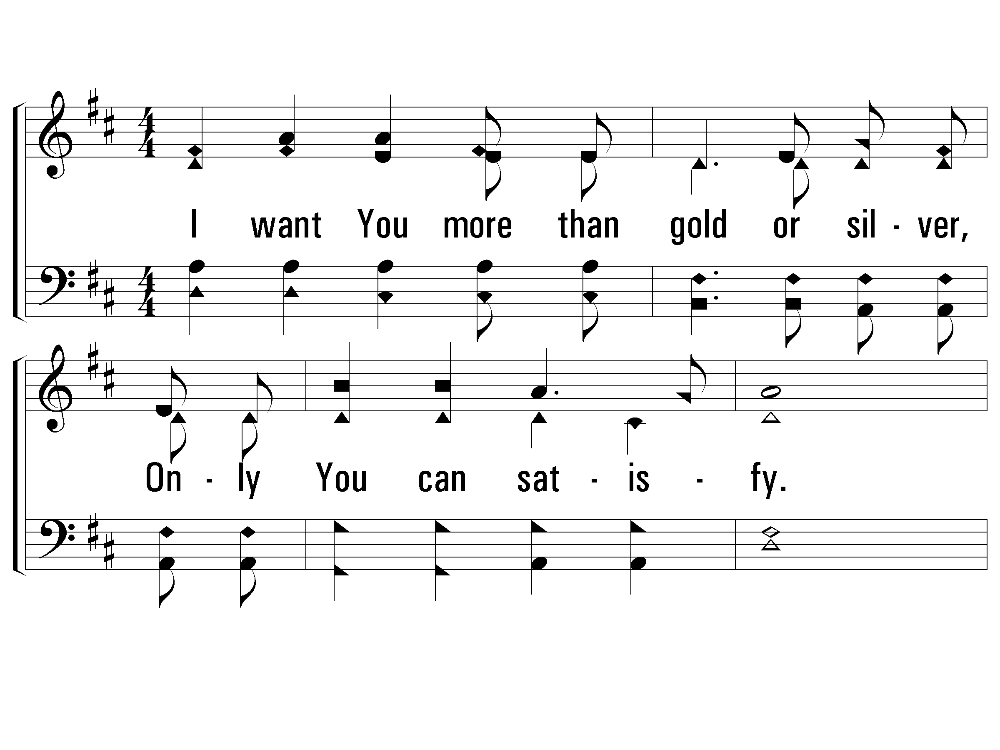 I want You more than gold or sil - ver,
On - ly You can sat - is - fy.